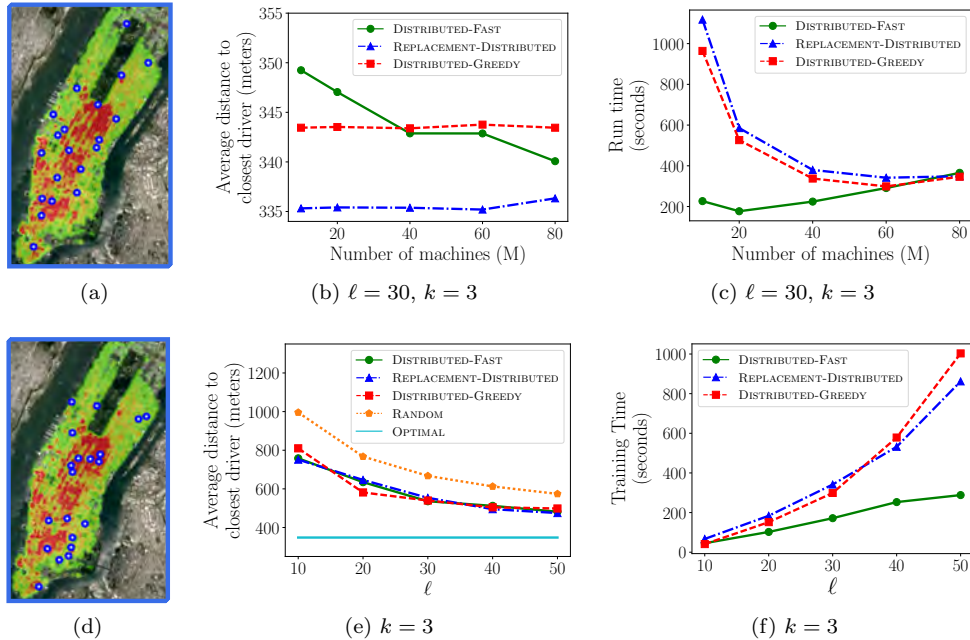 355
350
345
340
335
Average distance to
closest driver (meters)
DISTRIBUTED-FAST
REPLACEMENT-DISTRIBUTED
DISTRIBUTED-GREEDY
10 20 40 60 80
Number of machines (M)
1000
800
600
400
200
Run time
(seconds)
DISTRIBUTED-FAST
REPLACEMENT-DISTRIBUTED
DISTRIBUTED-GREEDY
10 20 40 60 80
Number of machines (M)
(a)
(b) ℓ = 30, k = 3
(c) ℓ = 30, k = 3
1200
1000
800
600
400
Average distance to
closest driver (meters)
DISTRIBUTED-FAST
REPLACEMENT-DISTRIBUTED
DISTRIBUTED-GREEDY
RANDOM
OPTIMAL
10 20 30 40 50
ℓ
1000
800
600
400
200
0
Training Time
(seconds)
DISTRIBUTED-FAST
REPLACEMENT-DISTRIBUTED
DISTRIBUTED-GREEDY
10 20 30 40 50
ℓ
(d)
(e) k = 3
(f) k = 3